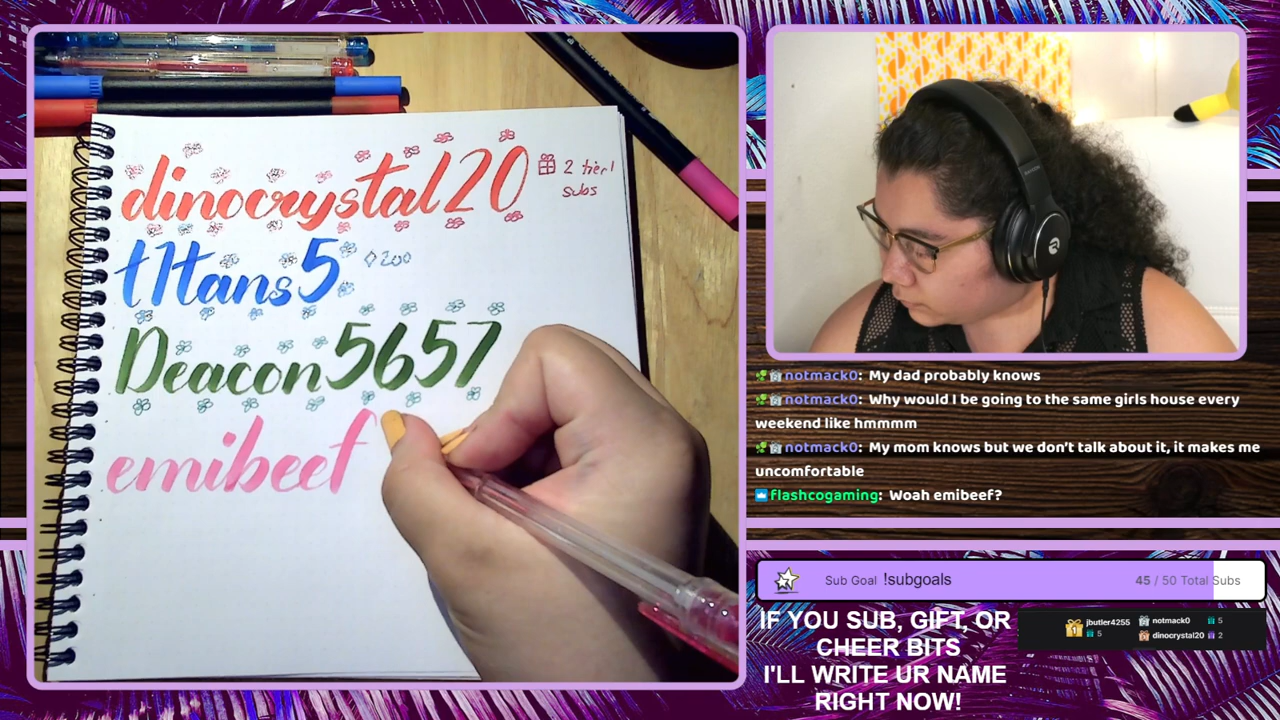 dinocrystal20
2 tier1
subs
t1tans5
200
Deacon5657
emibeef
notmack0: My dad probably knows
notmack0: Why would I be going to the same girls house every
weekend like hmmmm
notmack0: My mom knows but we don't talk about it, it makes me
uncomfortable
flashcogaming: Woah emibeef?
Sub Goal !subgoals 45 / 50 Total Subs
IF YOU SUB, GIFT, OR
CHEER BITS
I'LL WRITE UR NAME
RIGHT NOW!
1 jbutler4255 5
notmack0 5
dinocrystal20 2